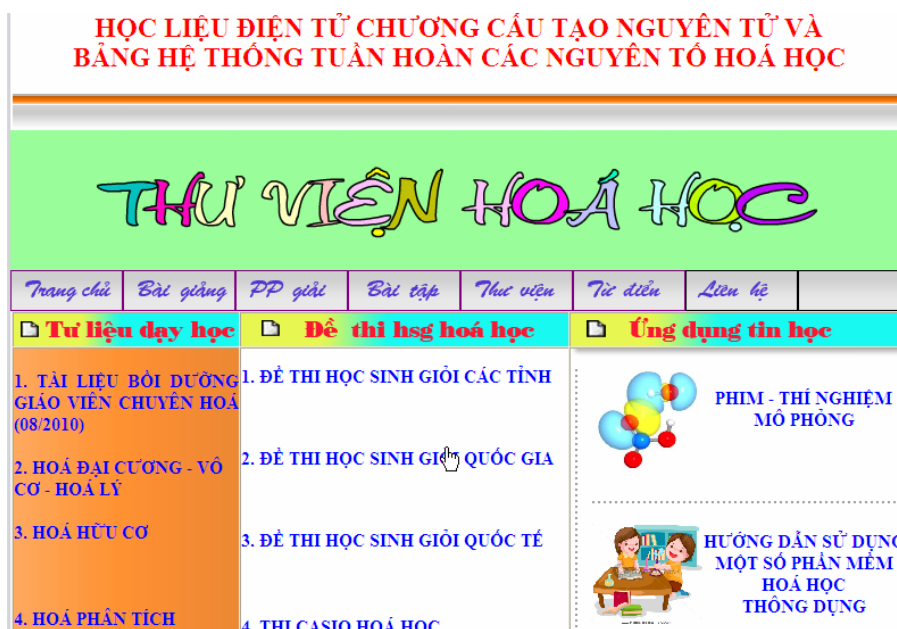 HỌC LIỆU ĐIỆN TỬ CHƯƠNG CẤU TẠO NGUYÊN TỬ VÀ
BẢNG HỆ THỐNG TUẦN HOÀN CÁC NGUYÊN TỐ HOÁ HỌC
THƯ VIỆN HOÁ HỌC
Trang chủ Bài giảng PP giải Bài tập Thư viện Từ điển Liên hệ
Tư liệu dạy học
1. TÀI LIỆU BỒI DƯỠNG
GIÁO VIÊN CHUYÊN HOÁ
(08/2010)
2. HOÁ ĐẠI CƯƠNG - VÔ
CƠ - HOÁ LÝ
3. HOÁ HỮU CƠ
4. HOÁ PHÂN TÍCH
Đề thi hsg hoá học
1. ĐỀ THI HỌC SINH GIỎI CÁC TỈNH
2. ĐỀ THI HỌC SINH GIỎI QUỐC GIA
3. ĐỀ THI HỌC SINH GIỎI QUỐC TẾ
4. THI CASIO HOÁ HỌC
Ứng dụng tin học
PHIM - THÍ NGHIỆM
MÔ PHỎNG
HƯỚNG DẪN SỬ DỤNG
MỘT SỐ PHẦN MỀM
HOÁ HỌC
THÔNG DỤNG